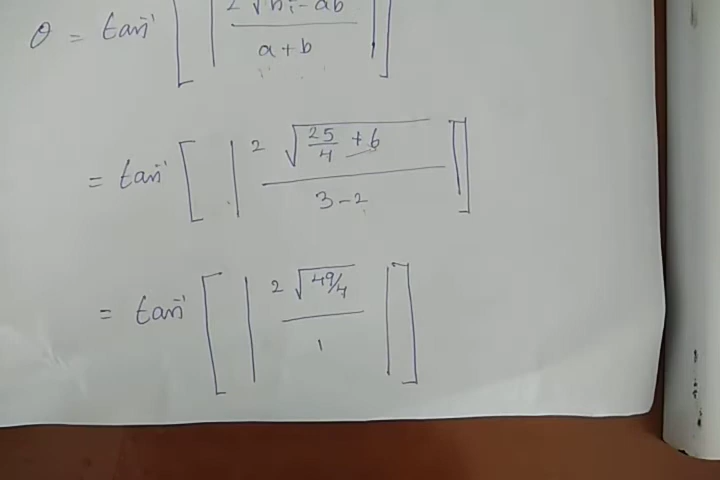 θ = tan⁻¹ [ | 2 √h² - ab / a + b | ]
= tan⁻¹ [ | 2 √25/4 + 6 / 3 - 2 | ]
= tan⁻¹ [ | 2 √49/4 / 1 | ]